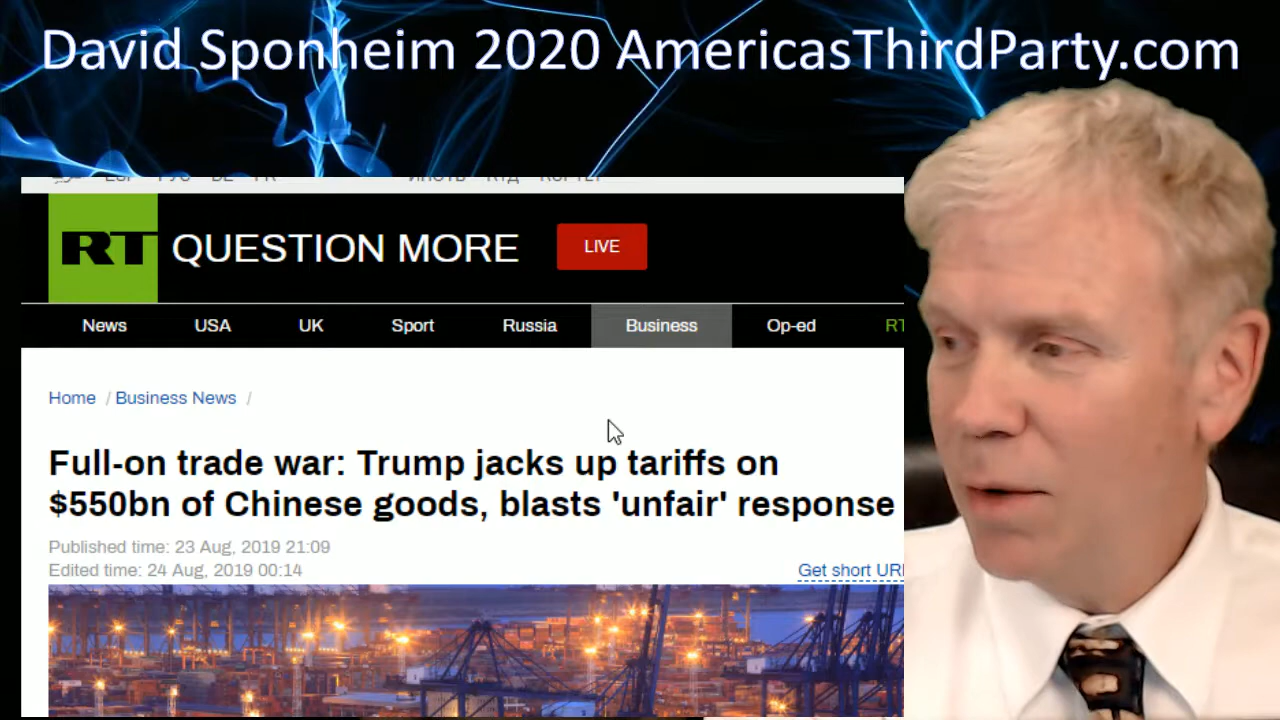 David Sponheim 2020 AmericasThirdParty.com
RT QUESTION MORE LIVE
News USA UK Sport Russia Business Op-ed RT
Home / Business News /
Full-on trade war: Trump jacks up tariffs on
$550bn of Chinese goods, blasts 'unfair' response
Published time: 23 Aug, 2019 21:09
Edited time: 24 Aug, 2019 00:14
Get short UR